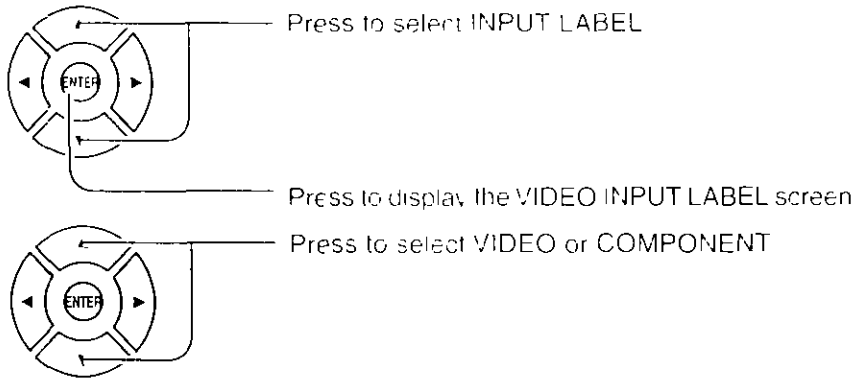 Press to select INPUT LABEL
ENTER
Press to display the VIDEO INPUT LABEL screen
Press to select VIDEO or COMPONENT
ENTER